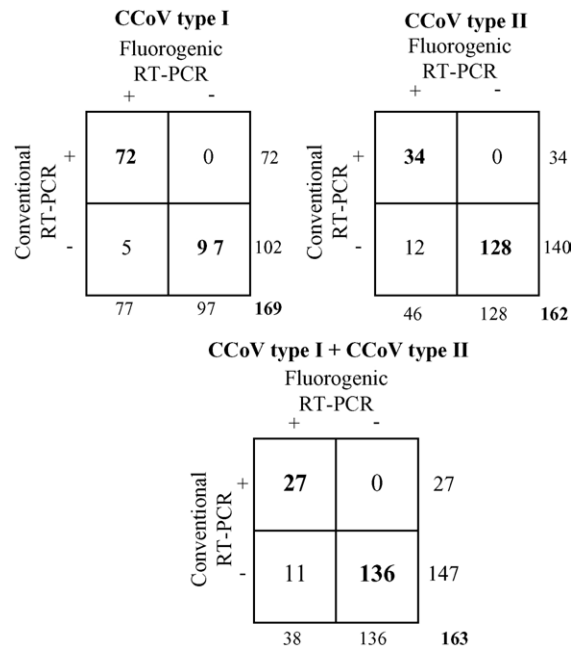 CCoV type I
Fluorogenic
RT-PCR
+ -
Conventional
RT-PCR
+ 72 0 72
- 5 9 7 102
77 97 169
CCoV type II
Fluorogenic
RT-PCR
+ -
Conventional
RT-PCR
+ 34 0 34
- 12 128 140
46 128 162
CCoV type I + CCoV type II
Fluorogenic
RT-PCR
+ -
Conventional
RT-PCR
+ 27 0 27
- 11 136 147
38 136 163